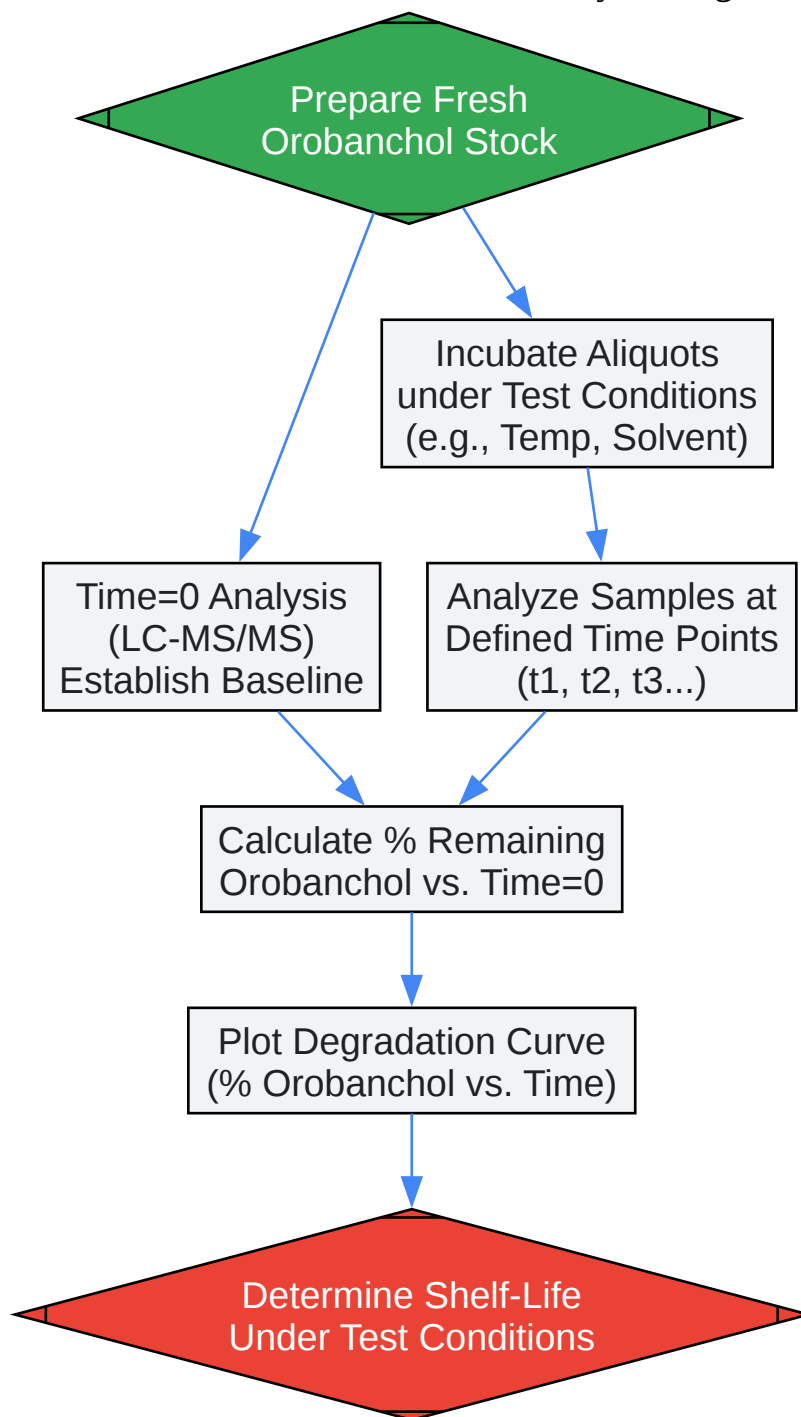 Prepare Fresh
Orobanchol Stock
Incubate Aliquots
under Test Conditions
(e.g., Temp, Solvent)
Time=0 Analysis
(LC-MS/MS)
Establish Baseline
Analyze Samples at
Defined Time Points
(t1, t2, t3...)
Calculate % Remaining
Orobanchol vs. Time=0
Plot Degradation Curve
(% Orobanchol vs. Time)
Determine Shelf-Life
Under Test Conditions